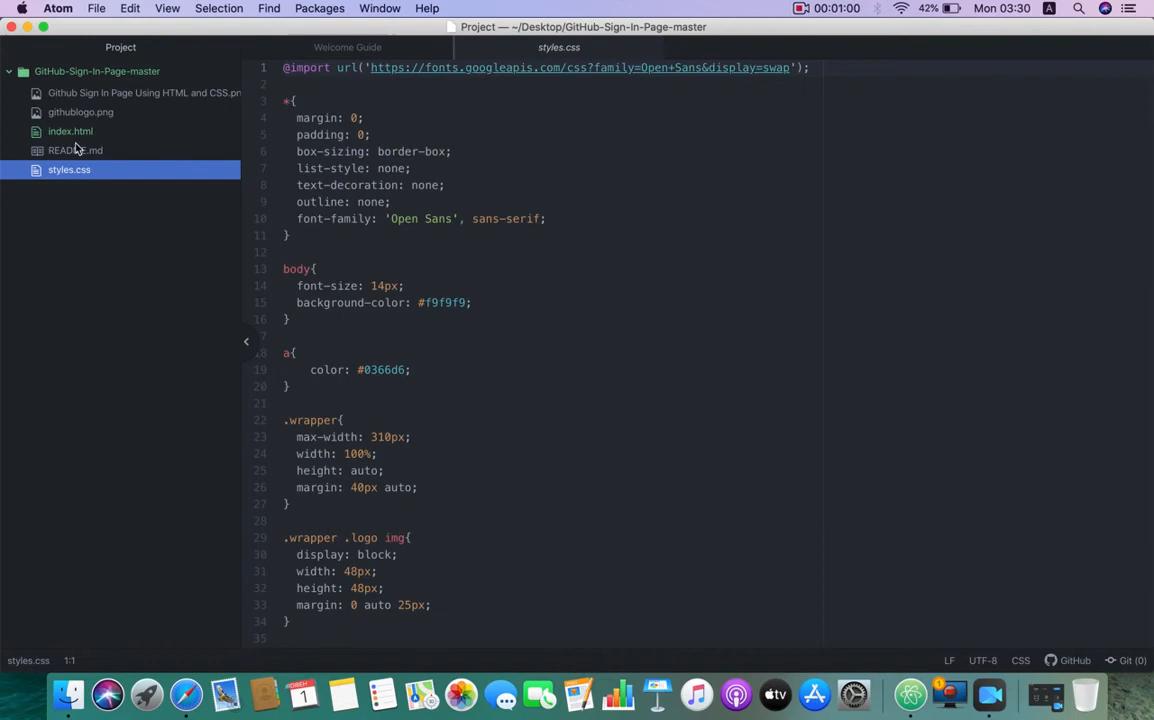 Atom File Edit View Selection Find Packages Window Help 00:01:00 42% Mon 03:30 A
Project — ~/Desktop/GitHub-Sign-In-Page-master
Project Welcome Guide styles.css
GitHub-Sign-In-Page-master
Github Sign In Page Using HTML and CSS.pn
githublogo.png
index.html
README.md
styles.css
1 @import url('https://fonts.googleapis.com/css?family=Open+Sans&display=swap');
2
3 *{
4 margin: 0;
5 padding: 0;
6 box-sizing: border-box;
7 list-style: none;
8 text-decoration: none;
9 outline: none;
10 font-family: 'Open Sans', sans-serif;
11 }
12
13 body{
14 font-size: 14px;
15 background-color: #f9f9f9;
16 }
17
18 a{
19 color: #0366d6;
20 }
21
22 .wrapper{
23 max-width: 310px;
24 width: 100%;
25 height: auto;
26 margin: 40px auto;
27 }
28
29 .wrapper .logo img{
30 display: block;
31 width: 48px;
32 height: 48px;
33 margin: 0 auto 25px;
34 }
35
styles.css 1:1 LF UTF-8 CSS GitHub Git (0)
1 tv 1